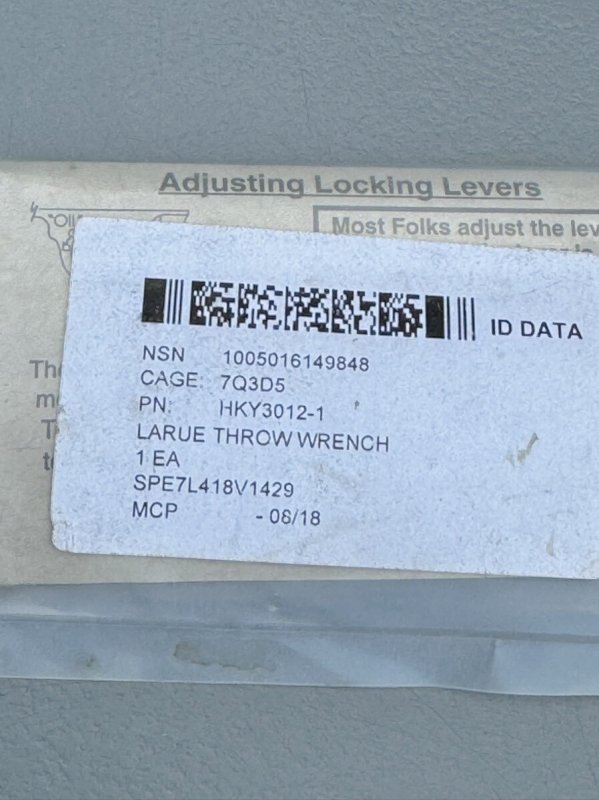 Adjusting Locking Levers
Most Folks adjust the lev
ID DATA
NSN 1005016149848
CAGE: 7Q3D5
PN: HKY3012-1
LARUE THROW WRENCH
1 EA
SPE7L418V1429
MCP - 08/18